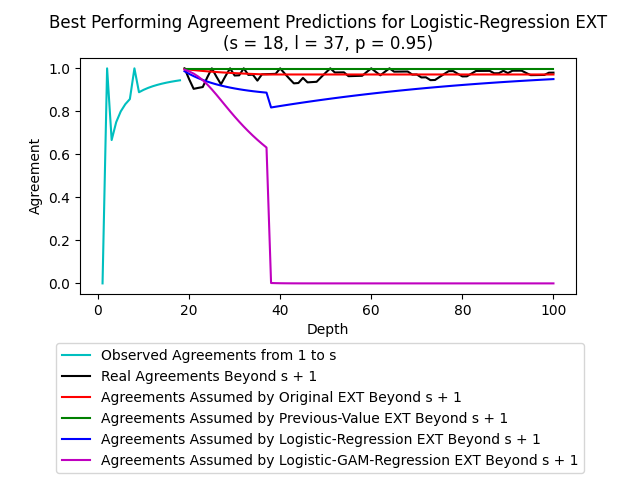 Best Performing Agreement Predictions for Logistic-Regression EXT
(s = 18, l = 37, p = 0.95)
1.0
0.8
0.6
0.4
0.2
0.0
Agreement
0 20 40 60 80 100
Depth
Observed Agreements from 1 to s
Real Agreements Beyond s + 1
Agreements Assumed by Original EXT Beyond s + 1
Agreements Assumed by Previous-Value EXT Beyond s + 1
Agreements Assumed by Logistic-Regression EXT Beyond s + 1
Agreements Assumed by Logistic-GAM-Regression EXT Beyond s + 1